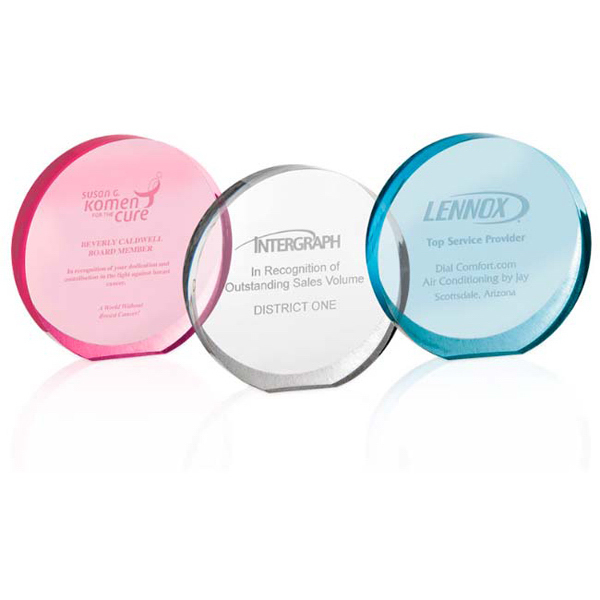 SUSAN G.
Komen
FOR THE
Cure
BEVERLY CALDWELL
BOARD MEMBER
In recognition of your dedication and
contribution in the fight against breast
cancer.
A World Without
Breast Cancer!
INTERGRAPH
In Recognition of
Outstanding Sales Volume
DISTRICT ONE
LENNOX
Top Service Provider
Dial Comfort.com
Air Conditioning by Jay
Scottsdale, Arizona